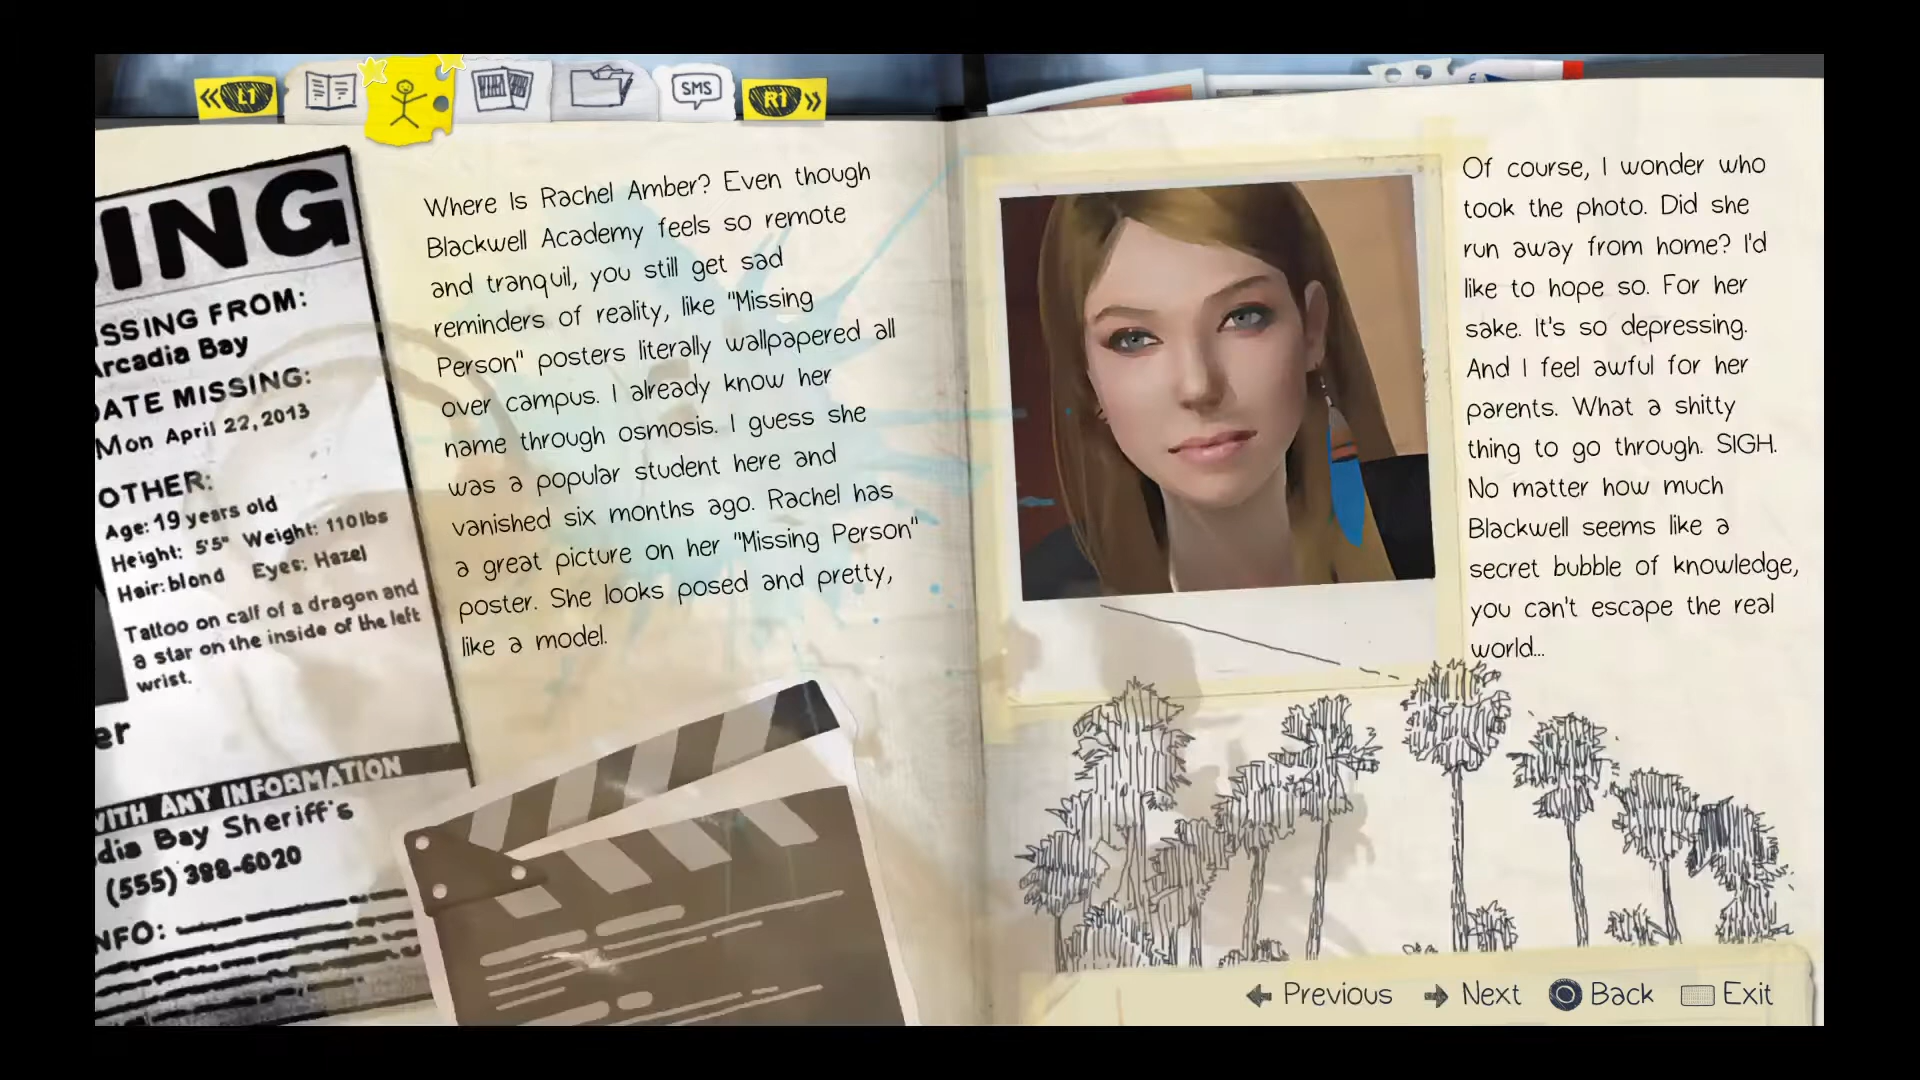 L1
SMS
R1
ING
SSING FROM:
Arcadia Bay
DATE MISSING:
Mon April 22, 2013
OTHER:
Age: 19 years old
Height: 5'5" Weight: 110lbs
Hair: blond Eyes: Hazel
Tattoo on calf of a dragon and
a star on the inside of the left
wrist.
er
WITH ANY INFORMATION
dia Bay Sheriff's
(555) 388-6020
NFO:
Where Is Rachel Amber? Even though
Blackwell Academy feels so remote
and tranquil, you still get sad
reminders of reality, like "Missing
Person" posters literally wallpapered all
over campus. I already know her
name through osmosis. I guess she
was a popular student here and
vanished six months ago. Rachel has
a great picture on her "Missing Person"
poster. She looks posed and pretty,
like a model.
Of course, I wonder who
took the photo. Did she
run away from home? I'd
like to hope so. For her
sake. It's so depressing.
And I feel awful for her
parents. What a shitty
thing to go through. SIGH.
No matter how much
Blackwell seems like a
secret bubble of knowledge,
you can't escape the real
world...
Previous Next Back Exit